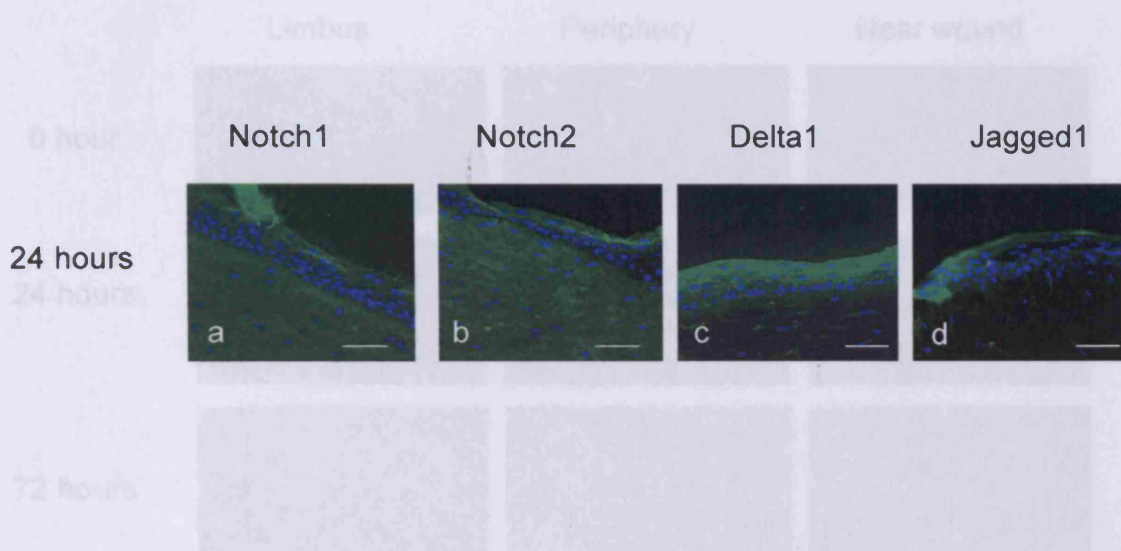 Limbus Periphery Near wound
0 hour
Notch1 Notch2 Delta1 Jagged1
24 hours
24 hours
a b c d
72 hours